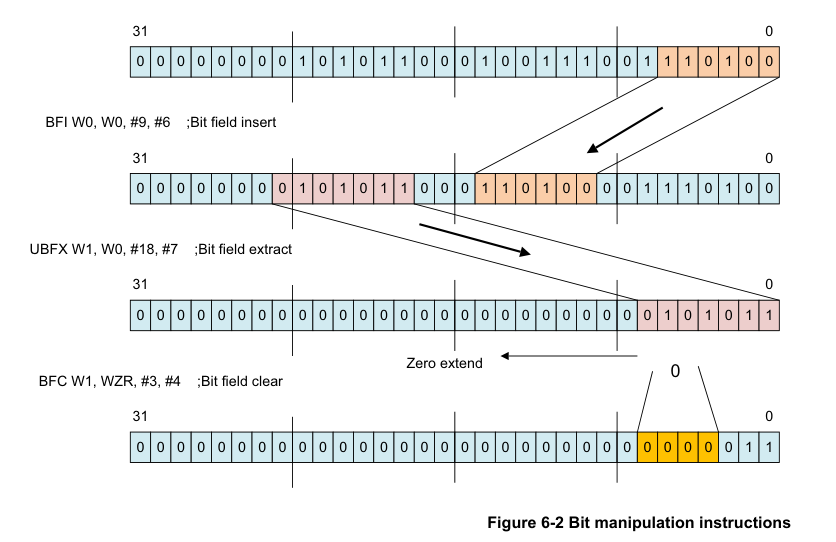 31 0
0 0 0 0 0 0 0 0 1 0 1 0 1 1 0 0 0 1 0 0 1 1 1 0 0 1 1 1 0 1 0 0
BFI W0, W0, #9, #6 ;Bit field insert
31 0
0 0 0 0 0 0 0 0 1 0 1 0 1 1 0 0 0 1 1 0 1 0 0 0 0 1 1 1 0 1 0 0
UBFX W1, W0, #18, #7 ;Bit field extract
31 0
0 0 0 0 0 0 0 0 0 0 0 0 0 0 0 0 0 0 0 0 0 0 0 0 0 0 1 0 1 0 1 1
Zero extend
0
BFC W1, WZR, #3, #4 ;Bit field clear
31 0
0 0 0 0 0 0 0 0 0 0 0 0 0 0 0 0 0 0 0 0 0 0 0 0 0 0 0 0 0 0 1 1
Figure 6-2 Bit manipulation instructions